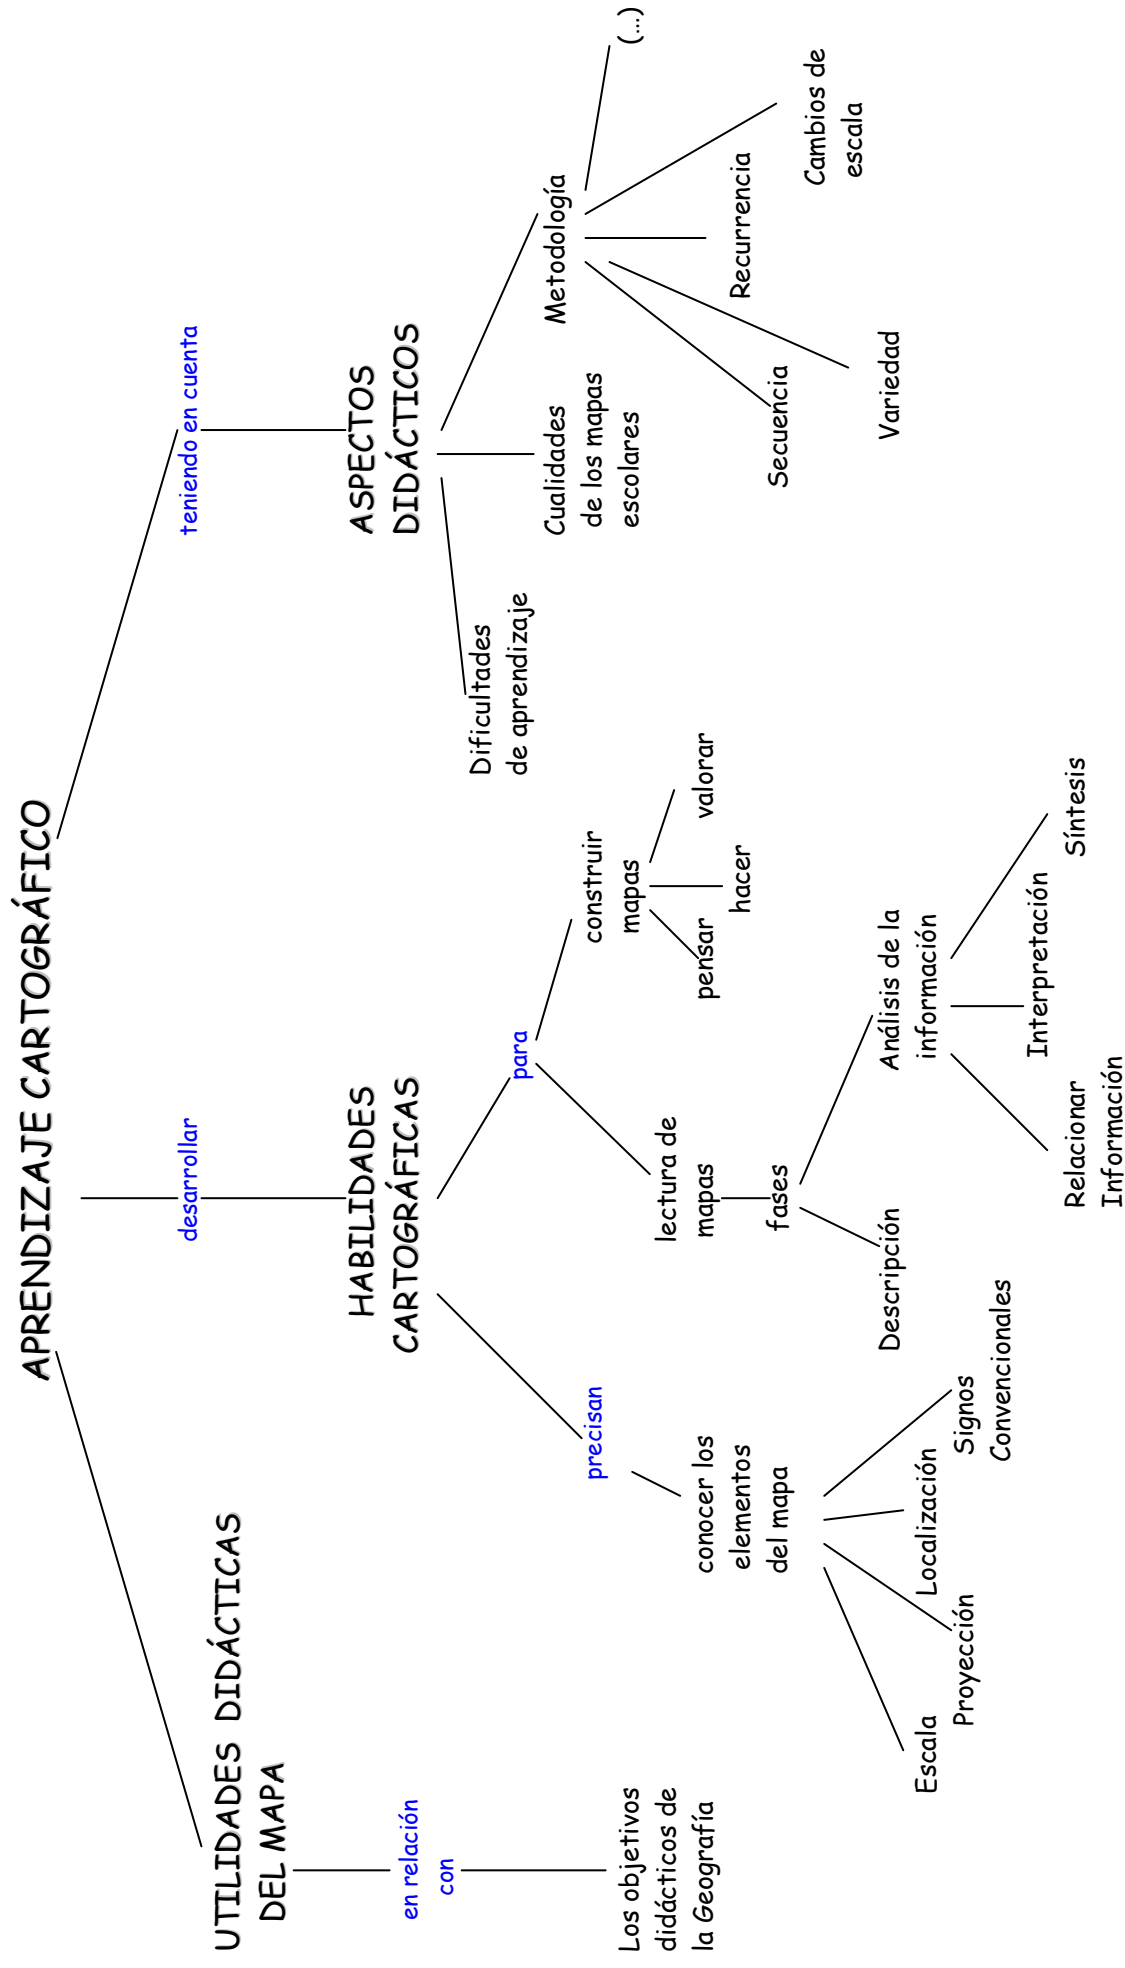 APRENDIZAJE CARTOGRÁFICO
UTILIDADES DIDÁCTICAS
DEL MAPA
en relación
con
Los objetivos
didácticos de
la Geografía
desarrollar
HABILIDADES
CARTOGRÁFICAS
precisan
conocer los
elementos
del mapa
Escala
Proyección
Localización
Signos
Convencionales
para
lectura de
mapas
fases
Descripción
Análisis de la
información
Relacionar
Información
Interpretación
Síntesis
construir
mapas
pensar
hacer
valorar
teniendo en cuenta
ASPECTOS
DIDÁCTICOS
Dificultades
de aprendizaje
Cualidades
de los mapas
escolares
Metodología
Secuencia
Variedad
Recurrencia
Cambios de
escala
(...)